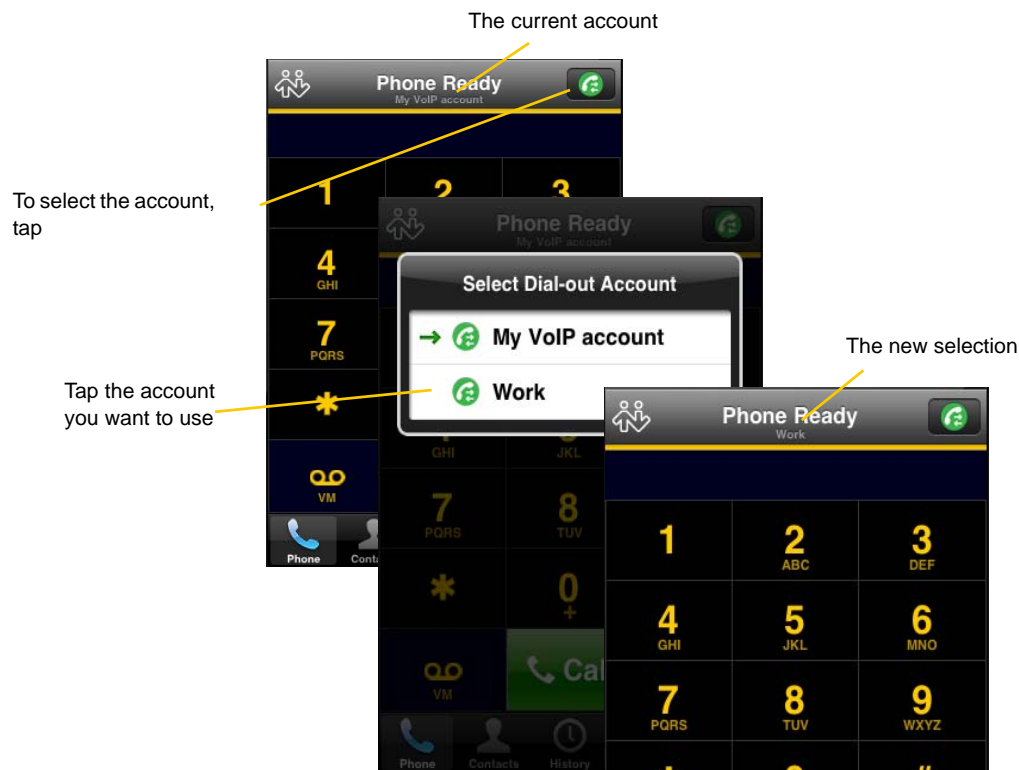 The current account
Phone Ready
My VoIP account
To select the account,
tap
1
2
3
4
GHI
7
PQRS
*
VM
Phone
Conta
Phone Ready
My VoIP account
Select Dial-out Account
My VoIP account
Work
Tap the account
you want to use
GHI
JKL
7
PQRS
8
TUV
*
0
+
VM
Cal
Phone
Contacts
History
The new selection
Phone Ready
Work
1
2
ABC
3
DEF
4
GHI
5
JKL
6
MNO
7
PQRS
8
TUV
9
WXYZ